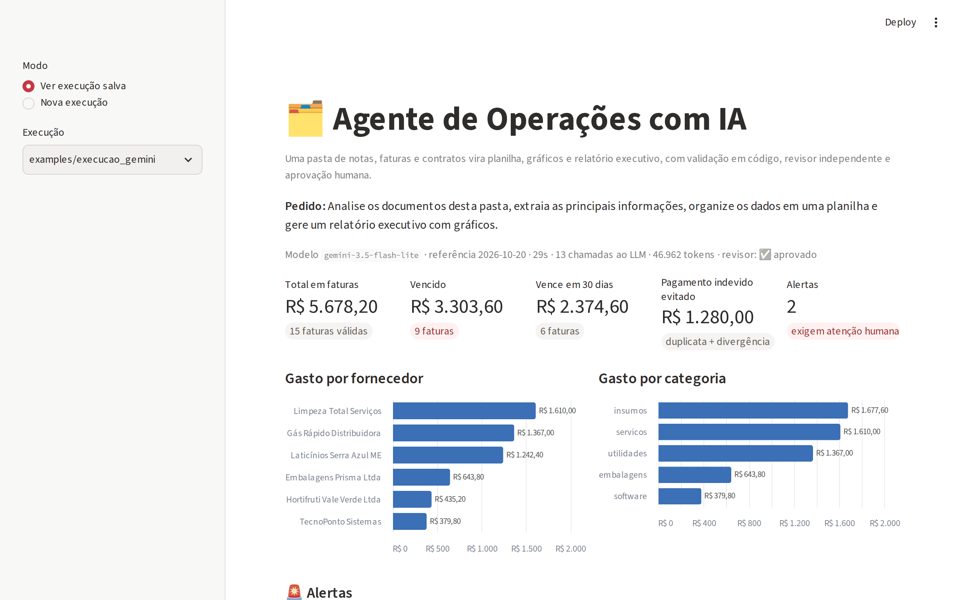 Deploy
Modo
Ver execução salva
Nova execução
Execução
examples/execucao_gemini
Agente de Operações com IA
Uma pasta de notas, faturas e contratos vira planilha, gráficos e relatório executivo, com validação em código, revisor independente e
aprovação humana.
Pedido: Analise os documentos desta pasta, extraia as principais informações, organize os dados em uma planilha e
gere um relatório executivo com gráficos.
Modelo gemini-3.5-flash-lite · referência 2026-10-20 · 29s · 13 chamadas ao LLM · 46.962 tokens · revisor: ✅ aprovado
Total em faturas
R$ 5.678,20
15 faturas válidas
Vencido
R$ 3.303,60
9 faturas
Vence em 30 dias
R$ 2.374,60
6 faturas
Pagamento indevido
evitado
R$ 1.280,00
duplicata + divergência
Alertas
2
exigem atenção humana
Gasto por fornecedor
Limpeza Total Serviços R$ 1.610,00
Gás Rápido Distribuidora R$ 1.367,00
Laticínios Serra Azul ME R$ 1.242,40
Embalagens Prisma Ltda R$ 643,80
Hortifruti Vale Verde Ltda R$ 435,20
TecnoPonto Sistemas R$ 379,80
R$ 0 R$ 500 R$ 1.000 R$ 1.500 R$ 2.000
Gasto por categoria
insumos R$ 1.677,60
servicos R$ 1.610,00
utilidades R$ 1.367,00
embalagens R$ 643,80
software R$ 379,80
R$ 0 R$ 400 R$ 800 R$ 1.200 R$ 1.600 R$ 2.000
Alertas